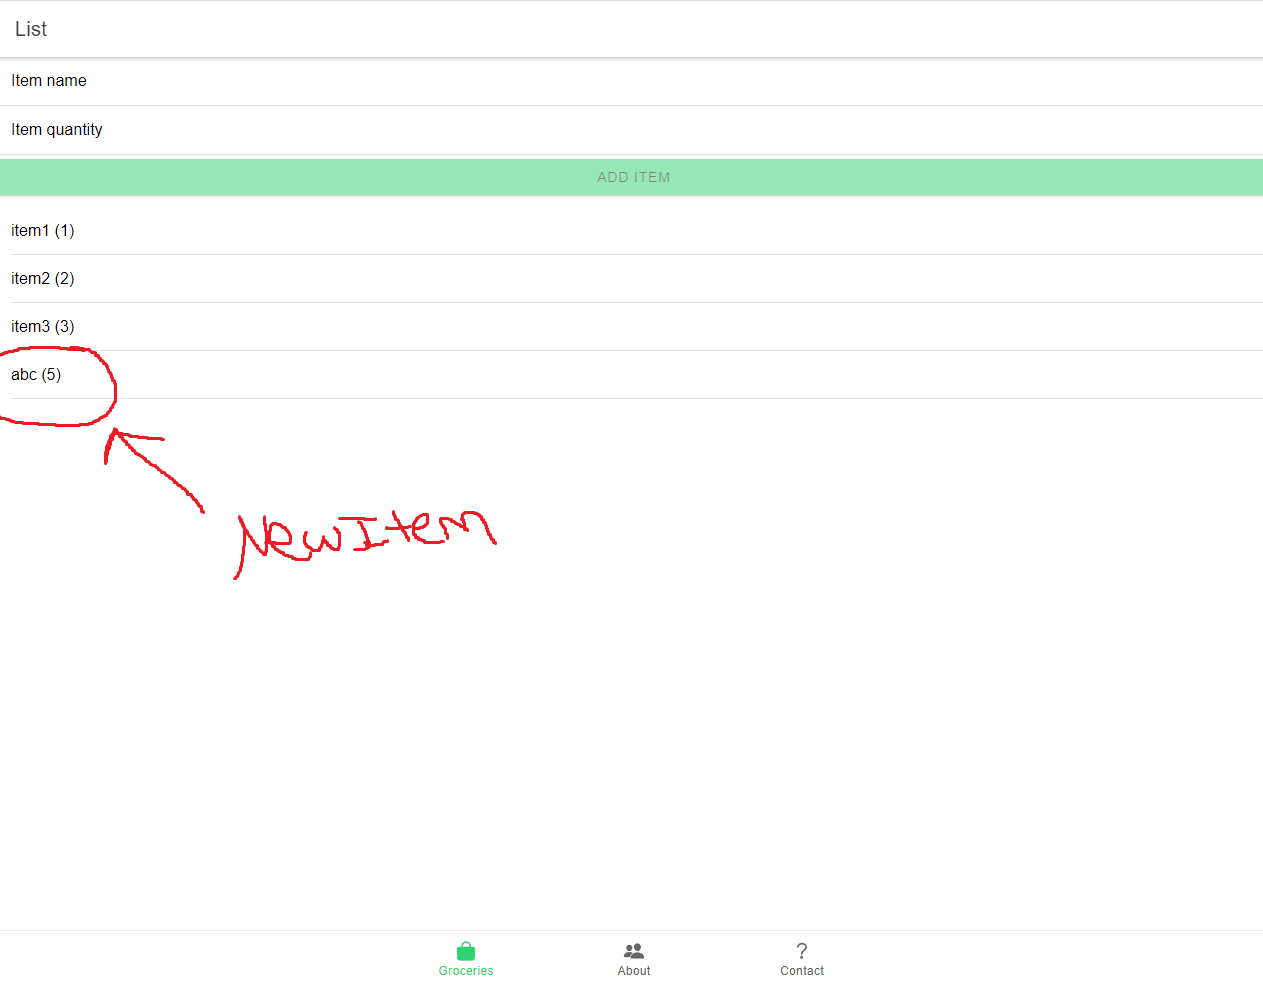 List
Item name
Item quantity
ADD ITEM
item1 (1)
item2 (2)
item3 (3)
abc (5)
New Item
Groceries
About
Contact